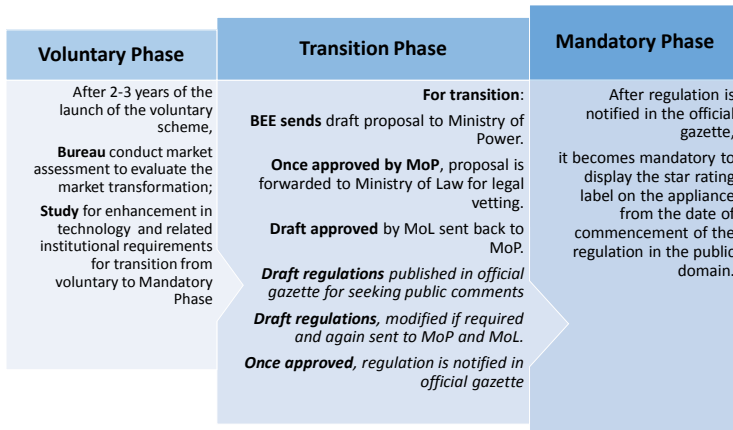 Voluntary Phase
After 2-3 years of the
launch of the voluntary
scheme,
Bureau conduct market
assessment to evaluate the
market transformation;
Study for enhancement in
technology and related
institutional requirements
for transition from
voluntary to Mandatory
Phase
Transition Phase
For transition:
BEE sends draft proposal to Ministry of
Power.
Once approved by MoP, proposal is
forwarded to Ministry of Law for legal
vetting.
Draft approved by MoL sent back to
MoP.
Draft regulations published in official
gazette for seeking public comments
Draft regulations, modified if required
and again sent to MoP and MoL.
Once approved, regulation is notified in
official gazette
Mandatory Phase
After regulation is
notified in the official
gazette,
it becomes mandatory to
display the star rating
label on the appliance
from the date of
commencement of the
regulation in the public
domain.